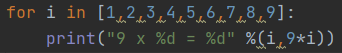 for i in [1,2,3,4,5,6,7,8,9]:
    print("9 x %d = %d" %(i,9*i))